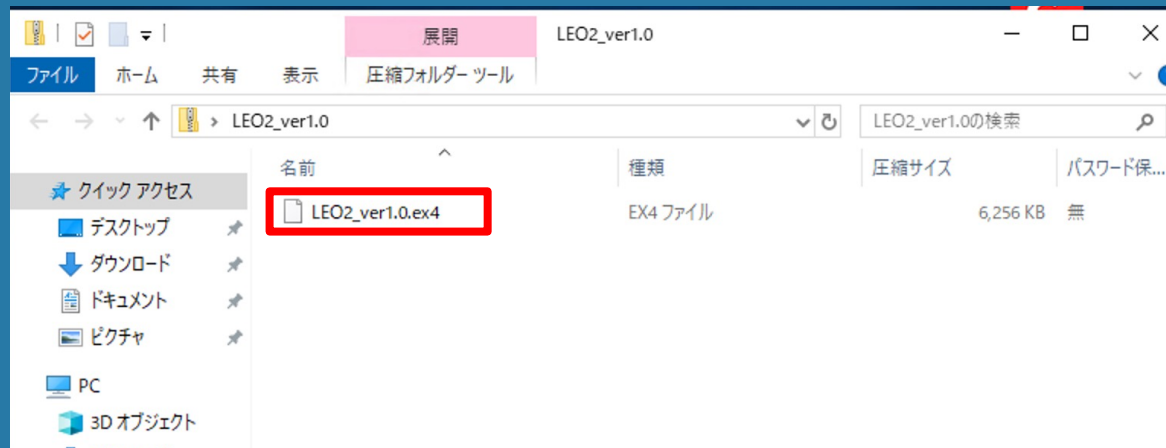 展開
LEO2_ver1.0
ファイル ホーム 共有 表示 圧縮フォルダー ツール
LEO2_ver1.0
LEO2_ver1.0の検索
名前 種類 圧縮サイズ パスワード保...
クイック アクセス
LEO2_ver1.0.ex4 EX4 ファイル 6,256 KB 無
デスクトップ
ダウンロード
ドキュメント
ピクチャ
PC
3D オブジェクト